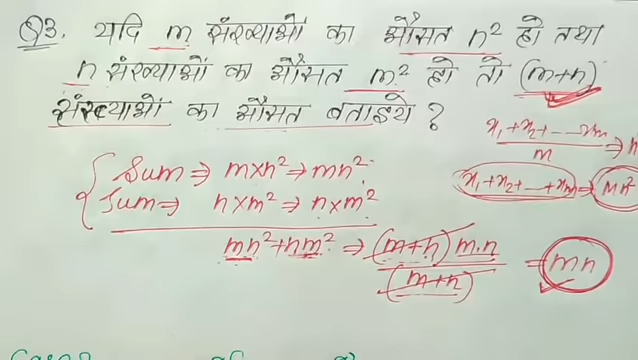 Q3. यदि m संख्याओं का औसत n² हो तथा
n संख्याओं का औसत m² हो तो (m+n)
संख्याओं का औसत बताइये ?
x₁+x₂+-----xm / m ⇒ n
x₁+x₂+---+xm ⇒ mn²
Sum ⇒ m×n² ⇒ mn²
Sum ⇒ n×m² ⇒ n×m²
mn²+nm² ⇒ (m+n) m.n / (m+n) = mn